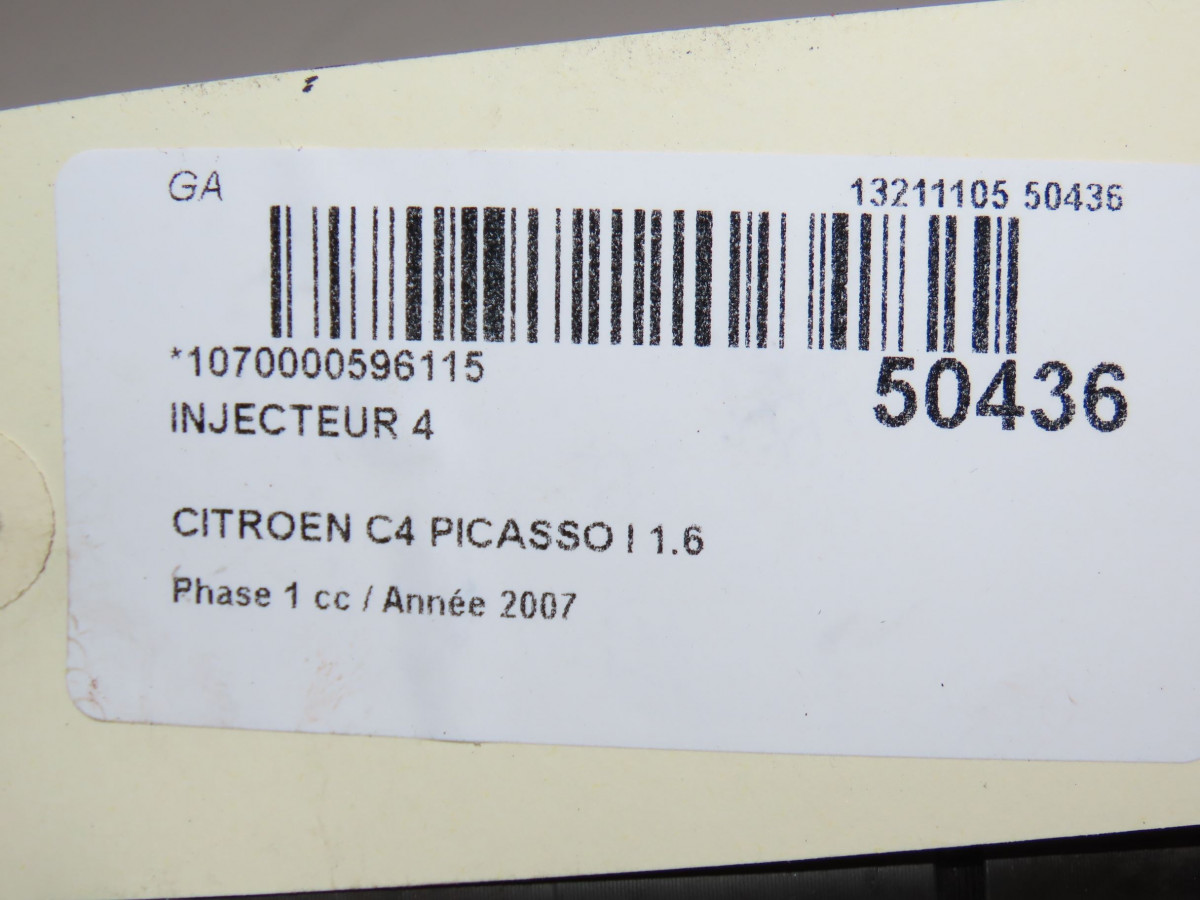 GA
13211105 50436
*1070000596115
50436
INJECTEUR 4
CITROEN C4 PICASSO I 1.6
Phase 1 cc / Année 2007